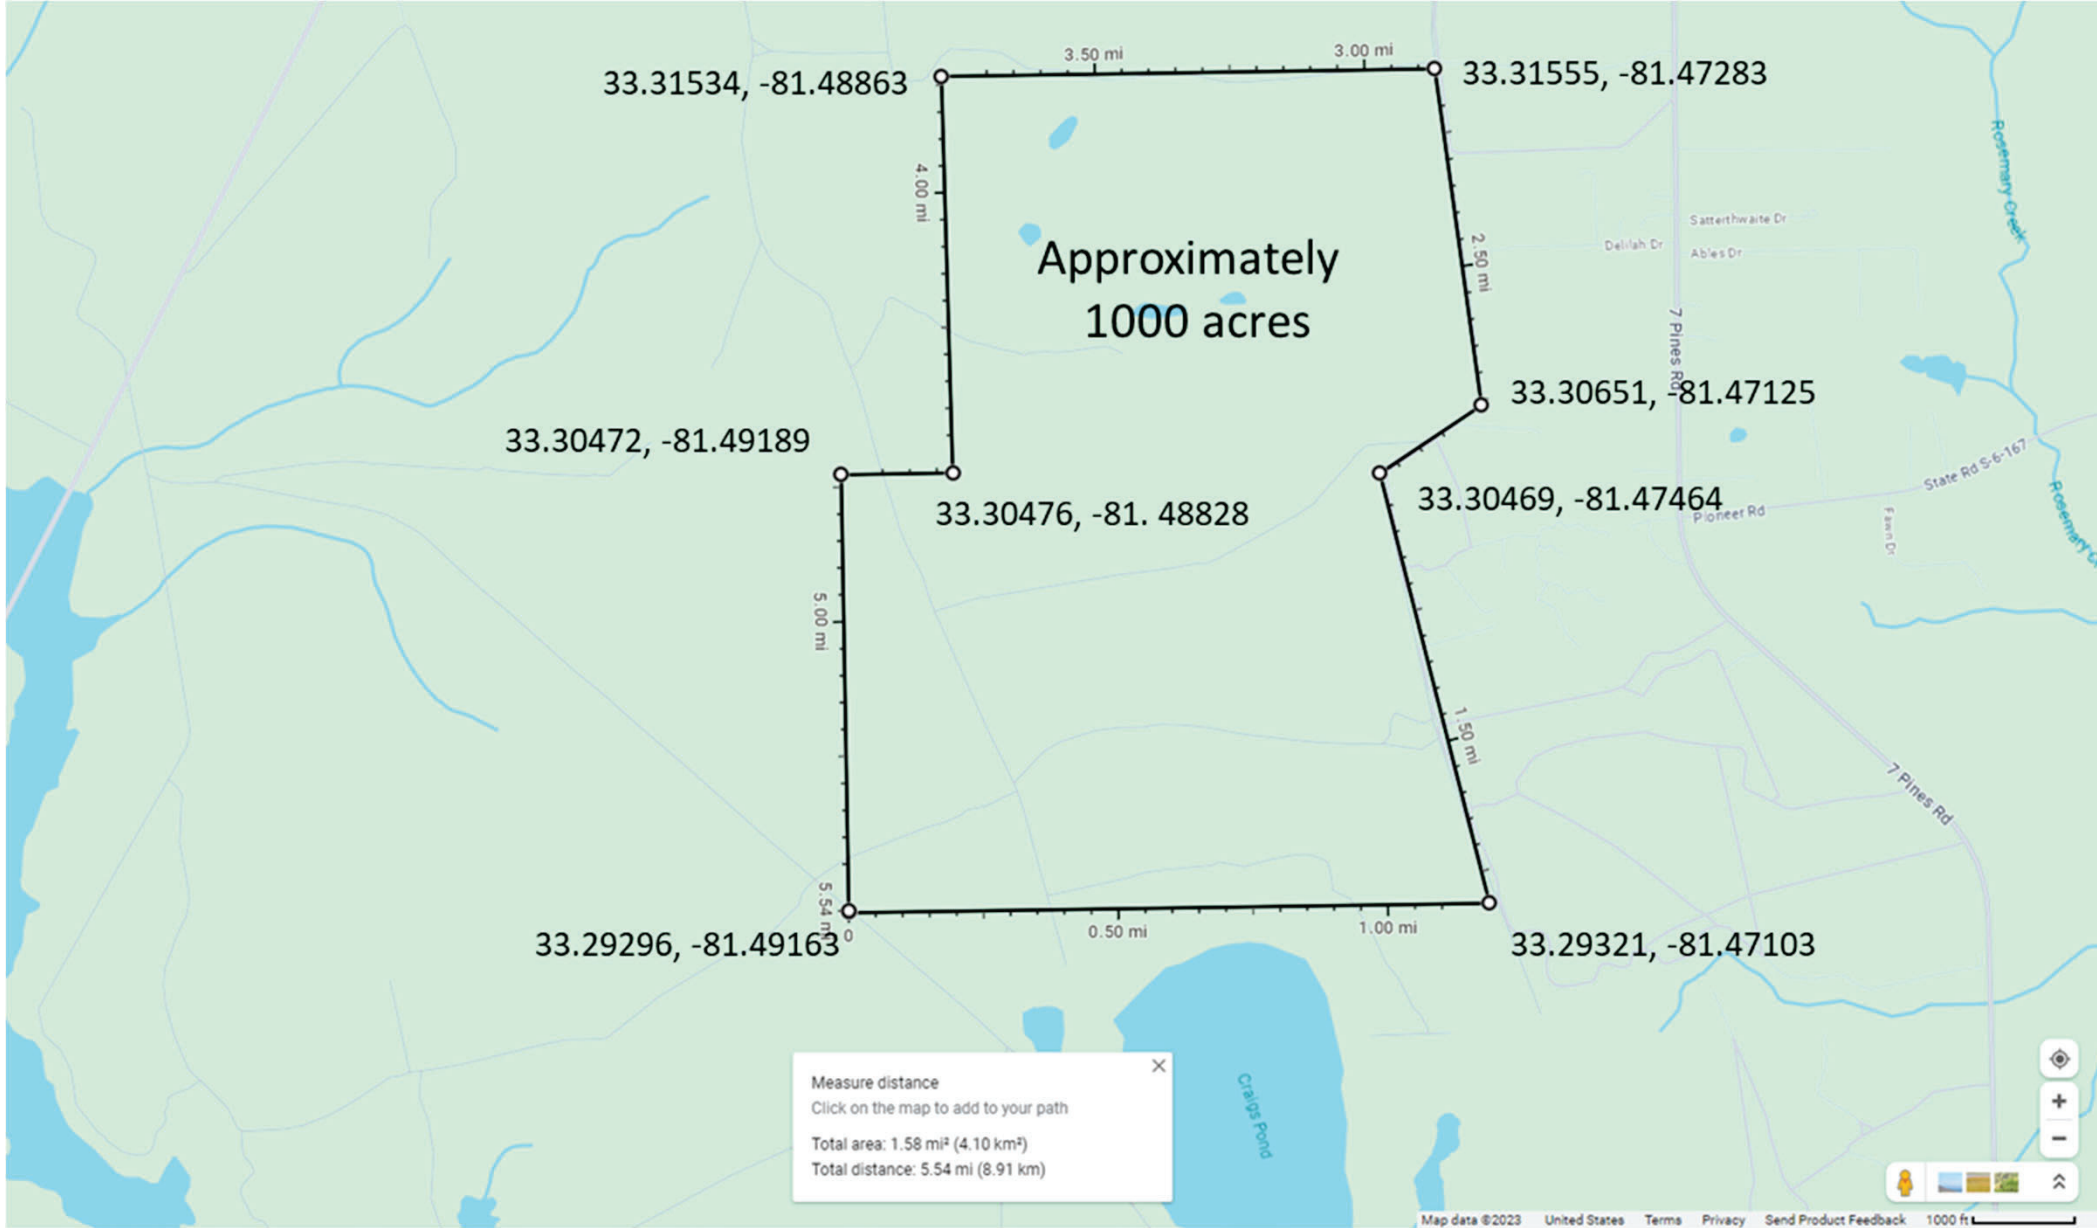 3.50 mi
3.00 mi
33.31534, -81.48863
33.31555, -81.47283
Rosemary Creek
4.00 mi
Satterthwaite Dr
Delilah Dr
Ables Dr
2.50 mi
Approximately
1000 acres
7 Pines Rd
33.30651, -81.47125
33.30472, -81.49189
State Rd S-6-167
33.30476, -81. 48828
33.30469, -81.47464
Pioneer Rd
Fawn Dr
Rosemary C
5.00 mi
1.50 mi
7 Pines Rd
5.54 m
0
0.50 mi
1.00 mi
33.29296, -81.49163
33.29321, -81.47103
Measure distance
Click on the map to add to your path
Total area: 1.58 mi² (4.10 km²)
Total distance: 5.54 mi (8.91 km)
Craigs Pond
Map data ©2023 United States Terms Privacy Send Product Feedback 1000 ft